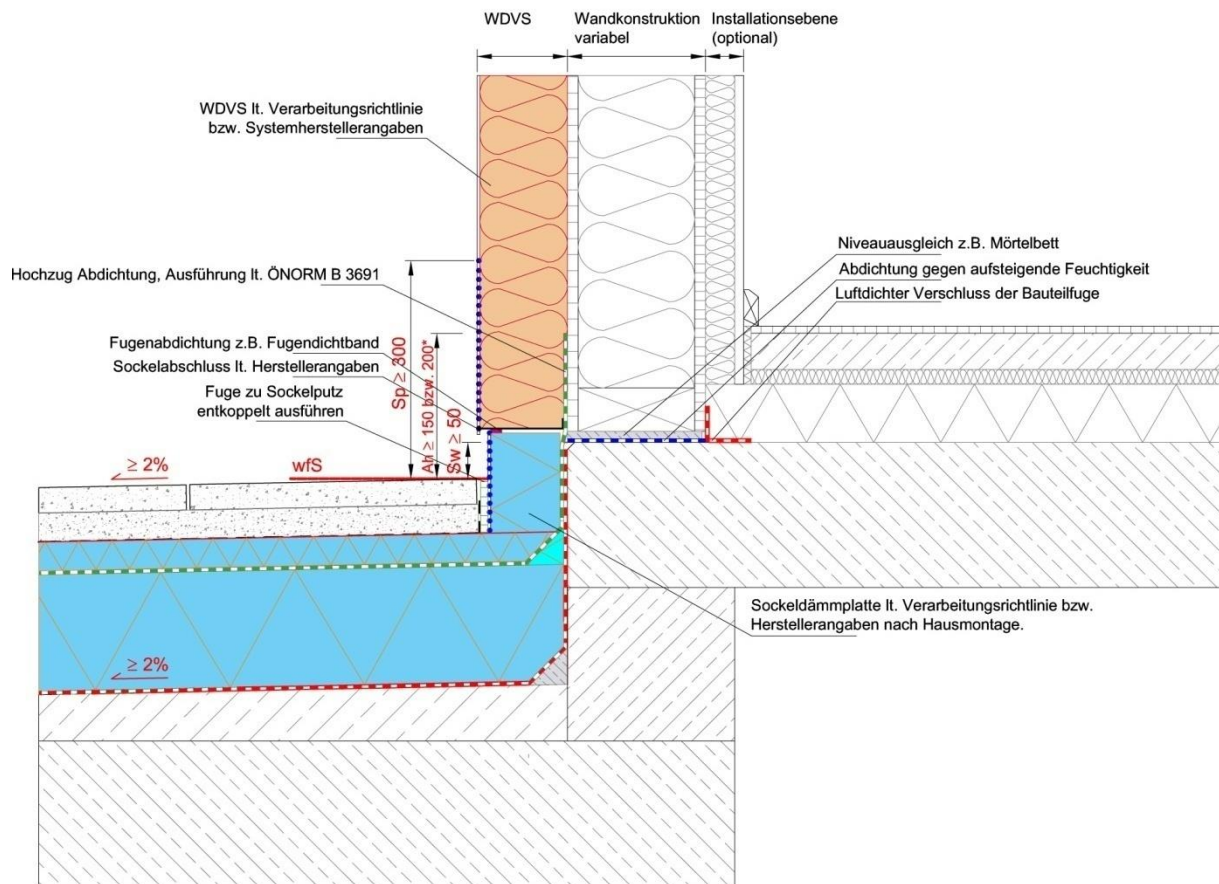 WDVS
Wandkonstruktion
variabel
Installationsebene
(optional)
WDVS lt. Verarbeitungsrichtlinie
bzw. Systemherstellerangaben
Hochzug Abdichtung, Ausführung lt. ÖNORM B 3691
Fugenabdichtung z.B. Fugendichtband
Sockelabschluss lt. Herstellerangaben
Fuge zu Sockelputz
entkoppelt ausführen
Sp ≥ 300
Ah ≥ 150 bzw. 200*
Sw ≥ 50
Niveauausgleich z.B. Mörtelbett
Abdichtung gegen aufsteigende Feuchtigkeit
Luftdichter Verschluss der Bauteilfuge
≥ 2%
wfS
Sockeldämmplatte lt. Verarbeitungsrichtlinie bzw.
Herstellerangaben nach Hausmontage.
≥ 2%